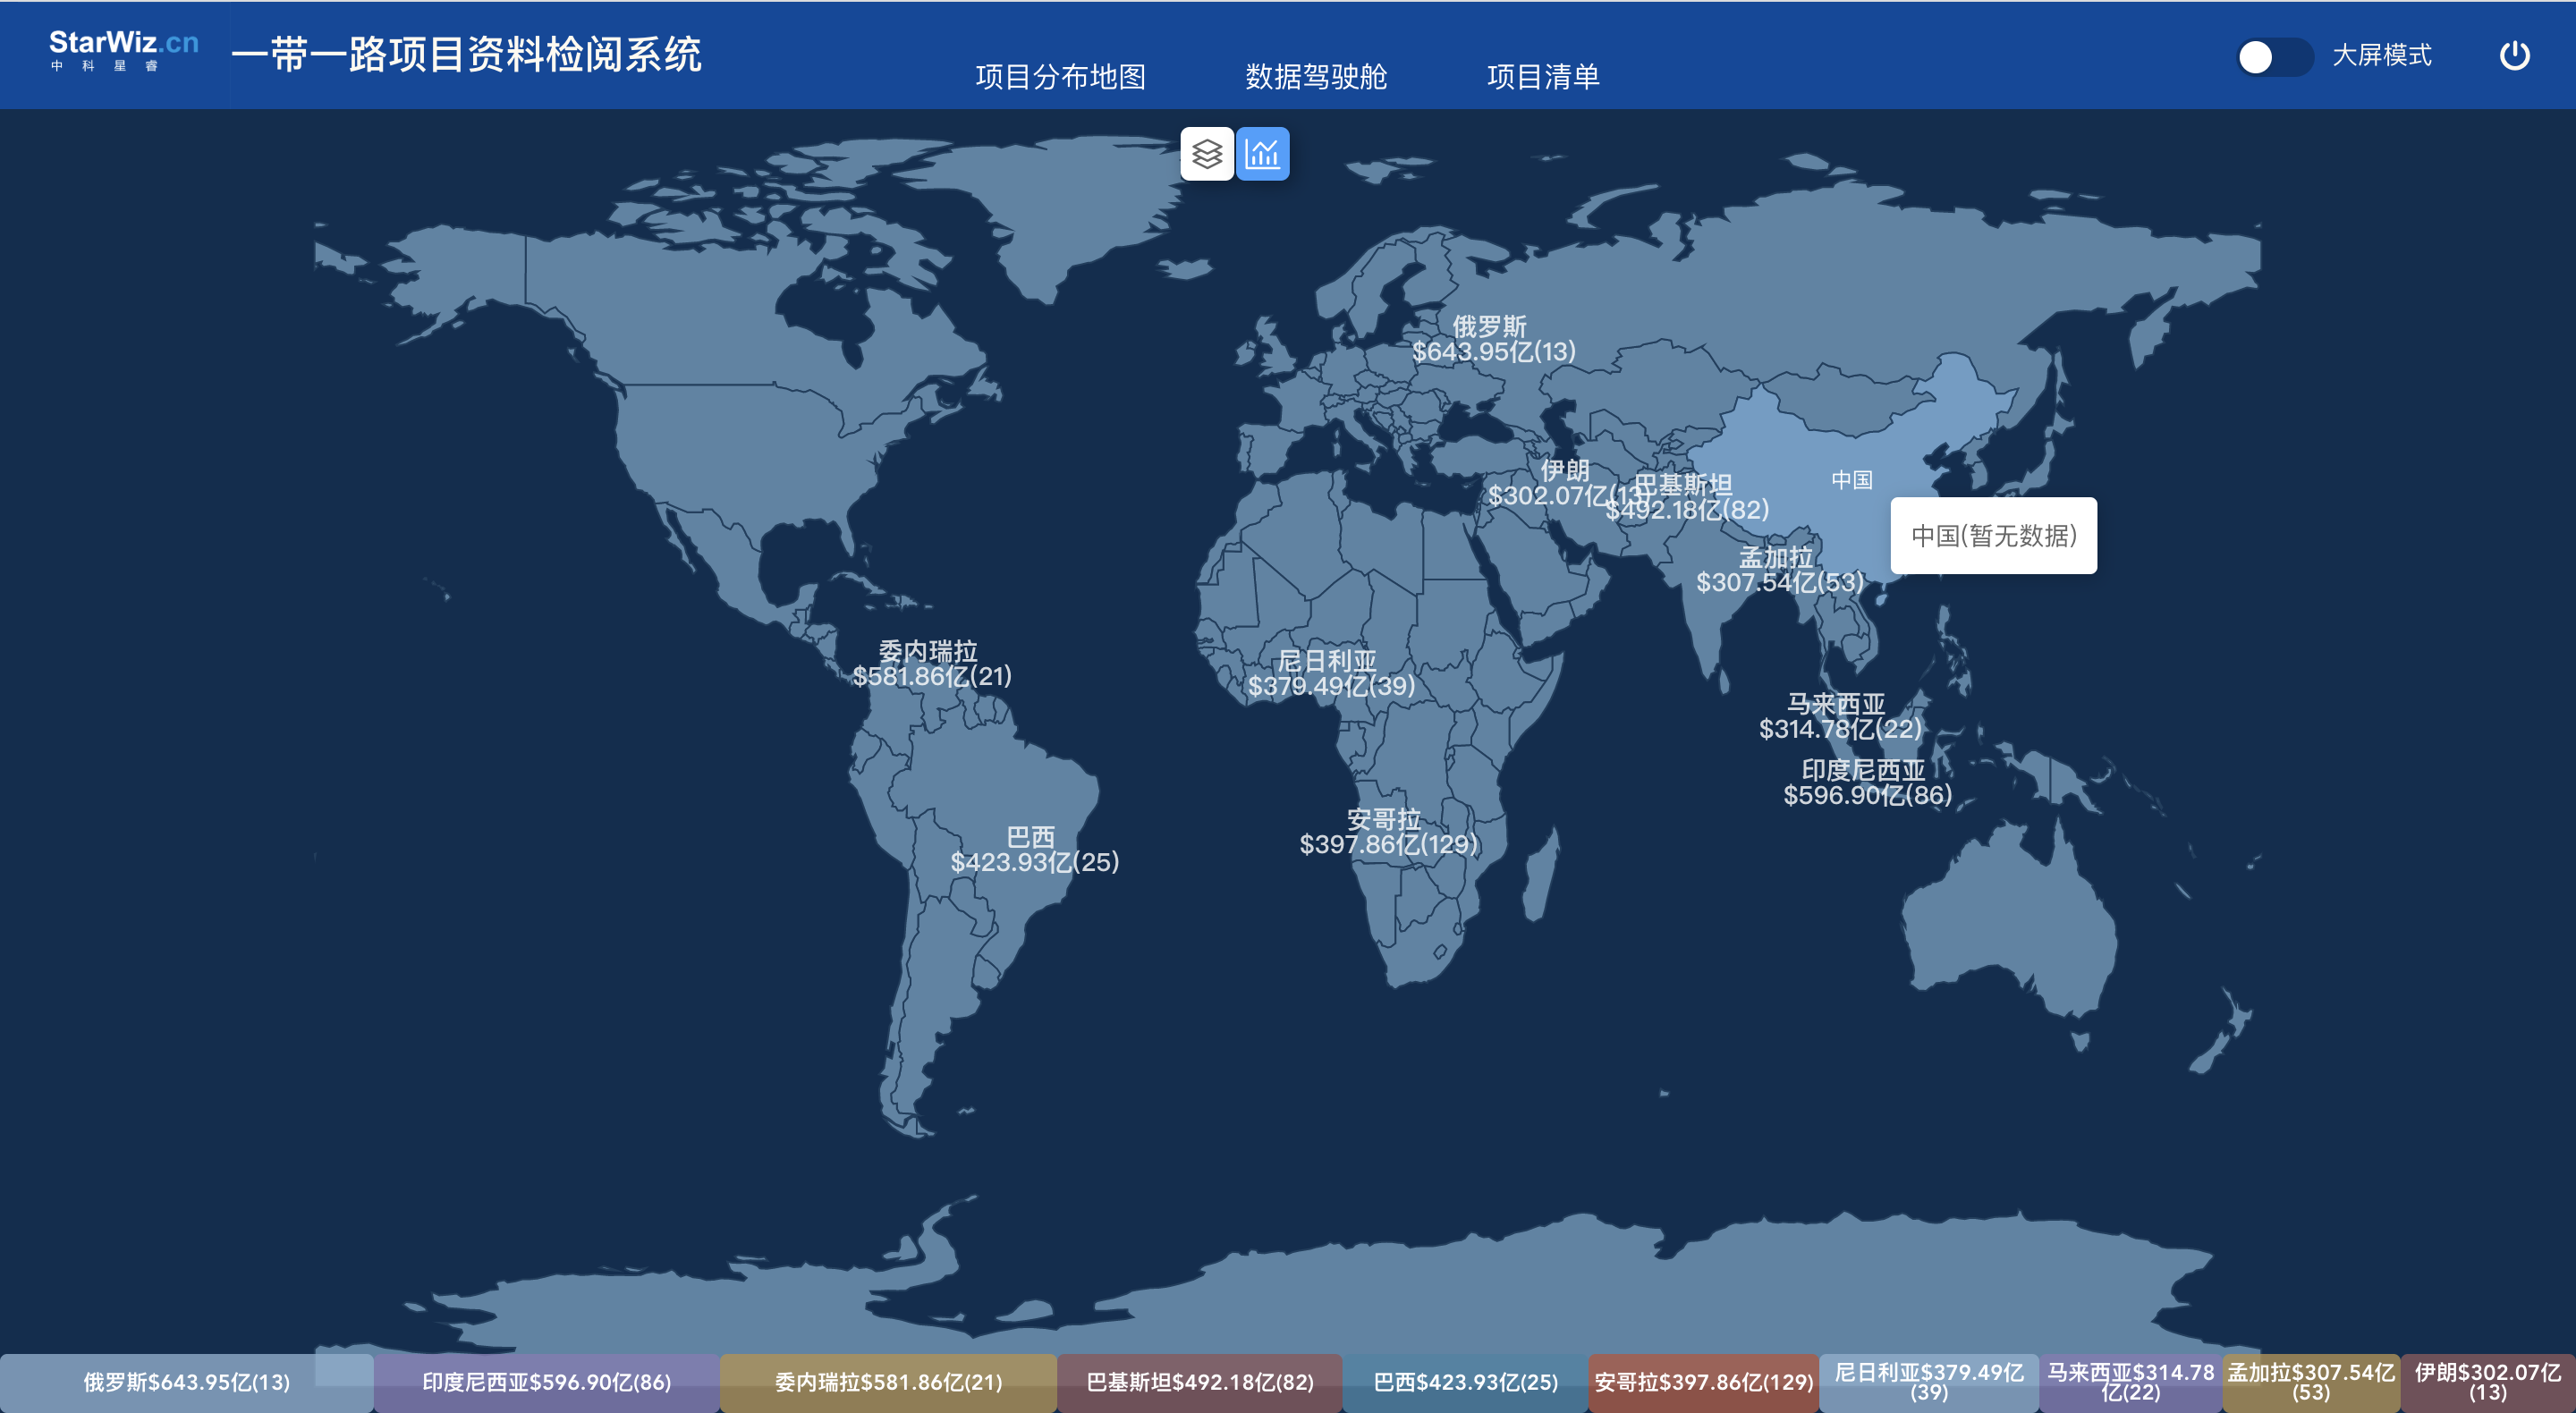 StarWiz.cn
中科星睿
一带一路项目资料检阅系统
项目分布地图
数据驾驶舱
项目清单
大屏模式
俄罗斯
$643.95亿(13)
伊朗
$302.07亿(13)
巴基斯坦
$492.18亿(82)
中国
中国(暂无数据)
孟加拉
$307.54亿(53)
委内瑞拉
$581.86亿(21)
尼日利亚
$379.49亿(39)
马来西亚
$314.78亿(22)
印度尼西亚
$596.90亿(86)
安哥拉
$397.86亿(129)
巴西
$423.93亿(25)
俄罗斯$643.95亿(13)
印度尼西亚$596.90亿(86)
委内瑞拉$581.86亿(21)
巴基斯坦$492.18亿(82)
巴西$423.93亿(25)
安哥拉$397.86亿(129)
尼日利亚$379.49亿
(39)
马来西亚$314.78
亿(22)
孟加拉$307.54亿
(53)
伊朗$302.07亿
(13)